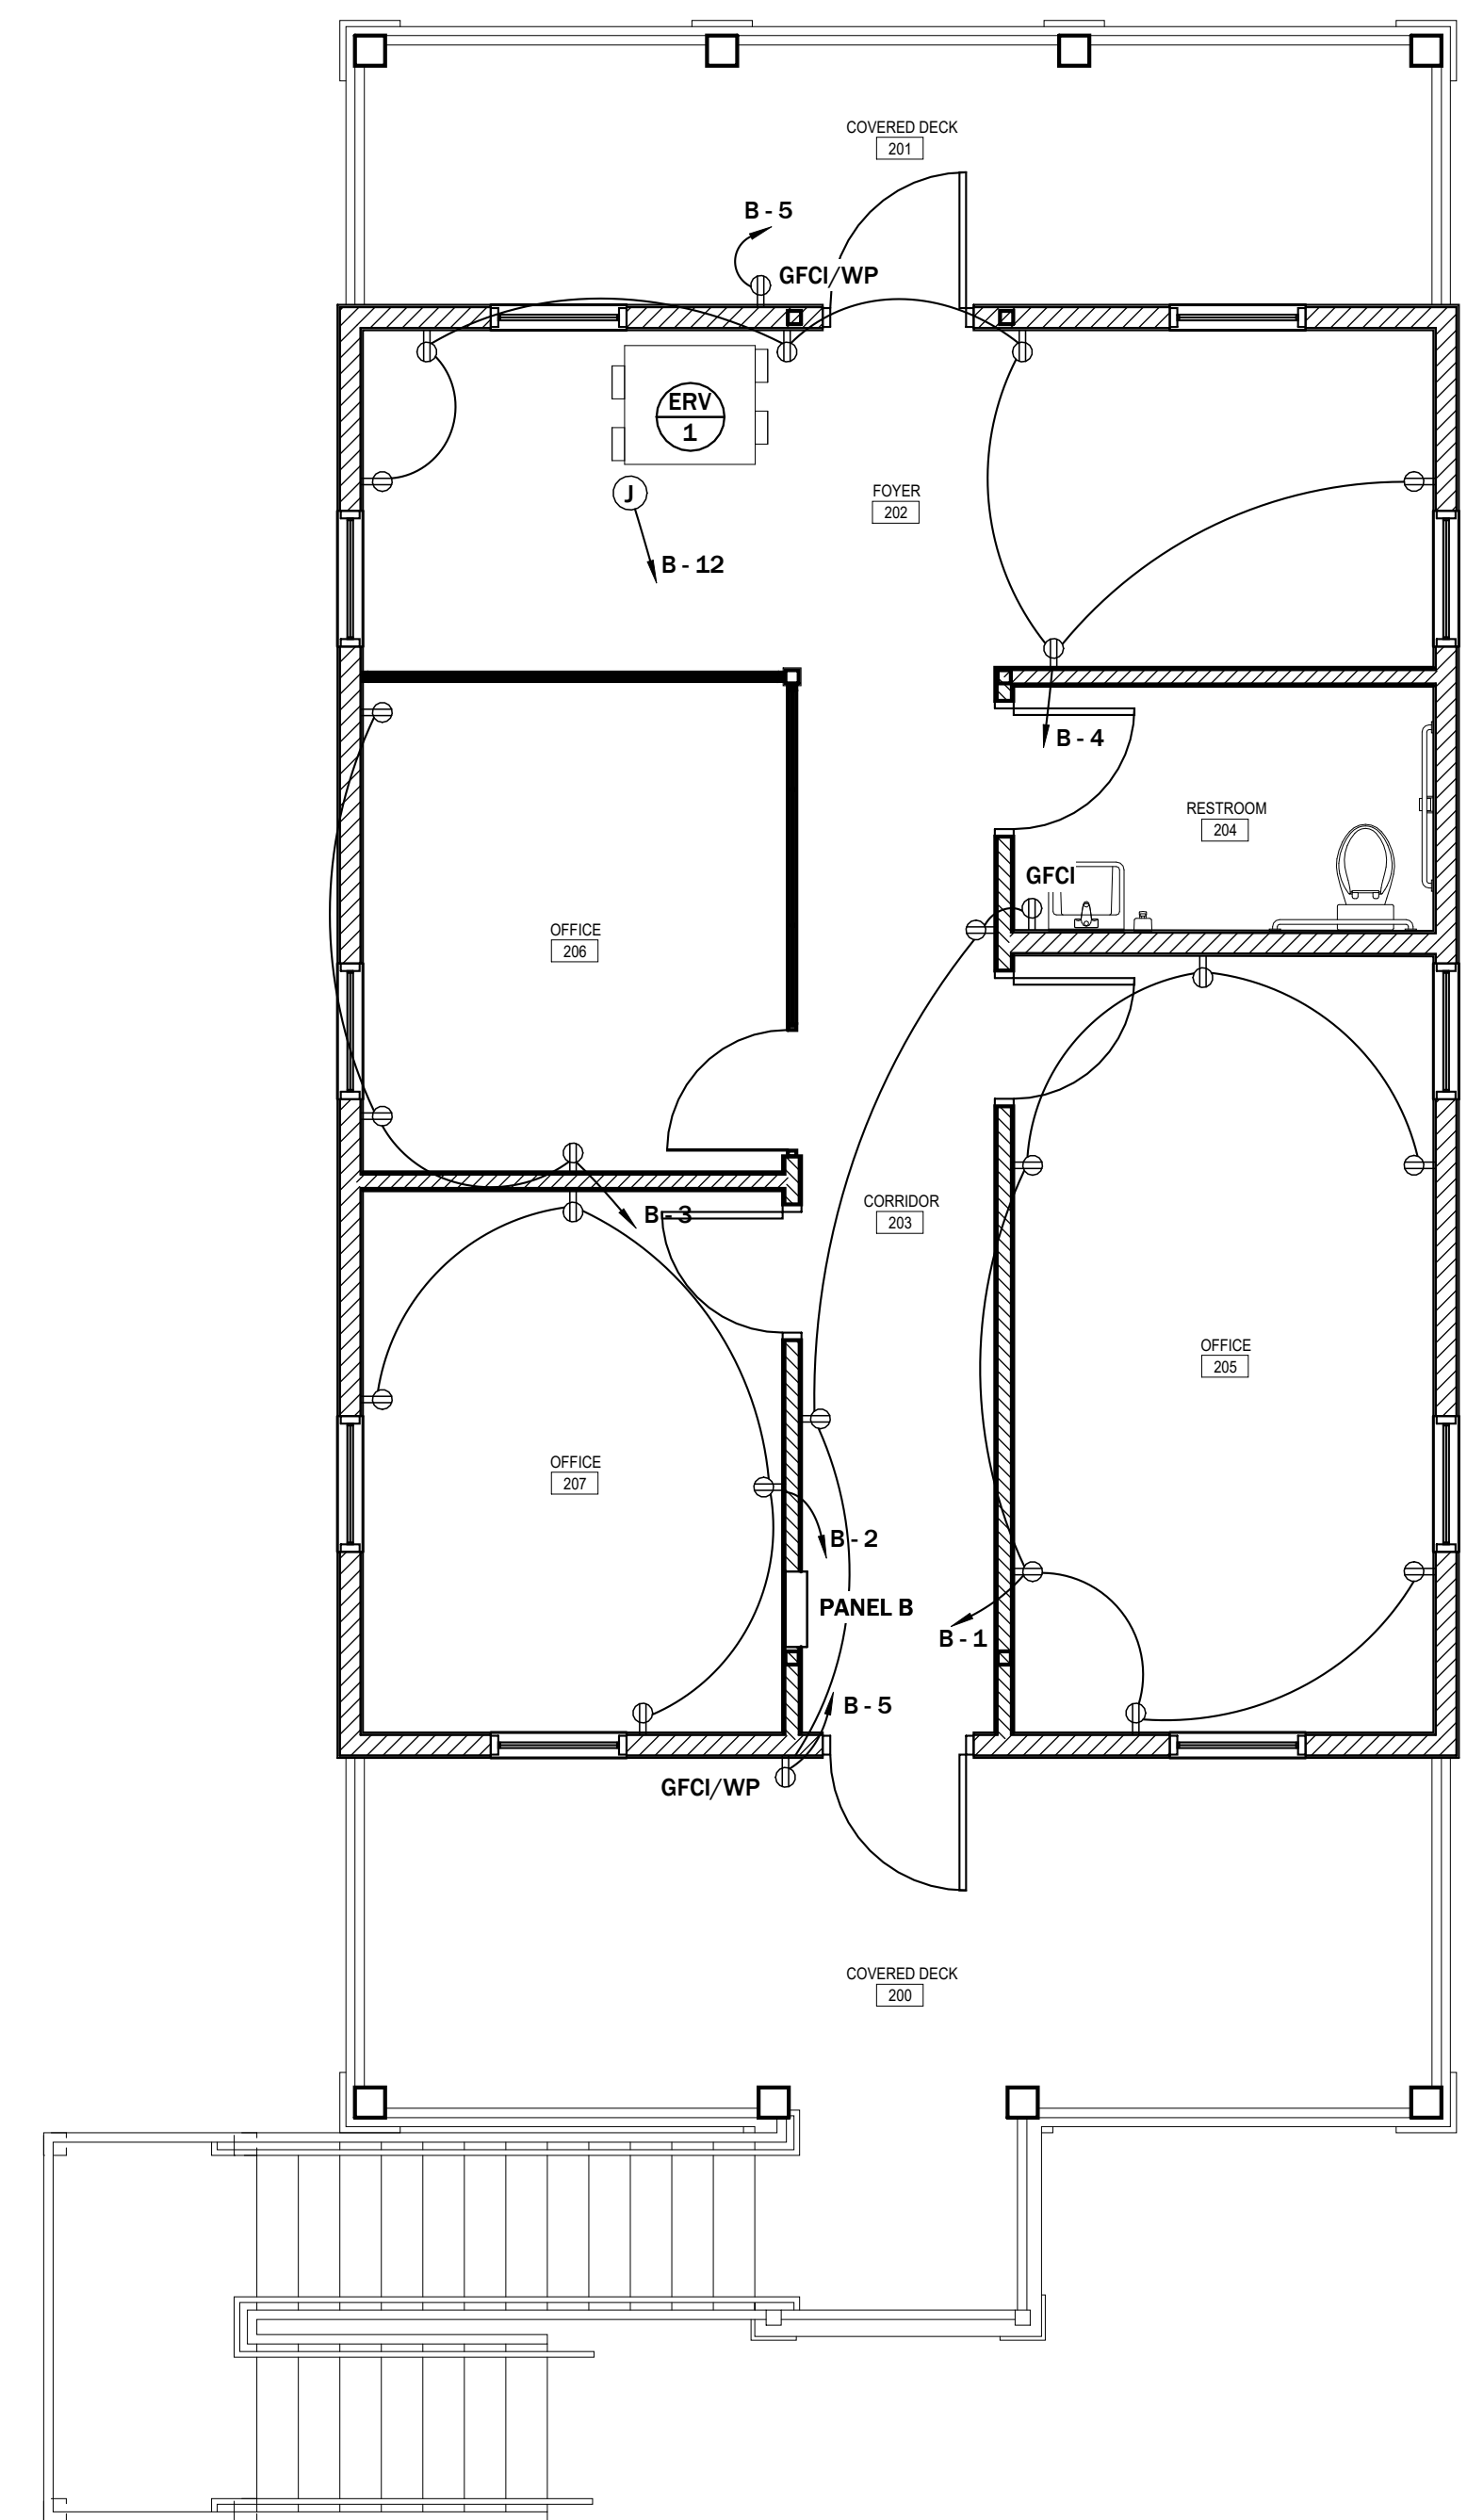 COVERED DECK
201
B - 5
GFCI/WP
ERV
1
J
FOYER
202
B - 12
B - 4
RESTROOM
204
GFCI
OFFICE
206
CORRIDOR
203
B - 3
OFFICE
205
OFFICE
207
B - 2
PANEL B
B - 1
B - 5
GFCI/WP
COVERED DECK
200